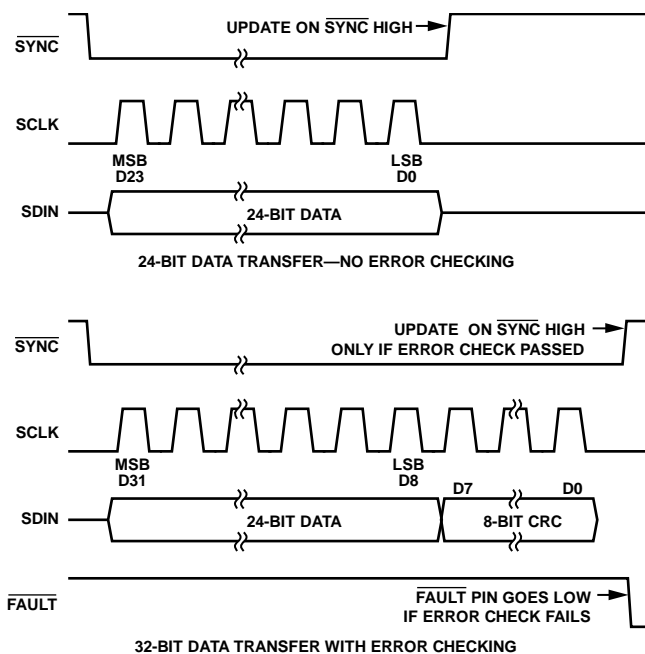 UPDATE ON SYNC HIGH
SYNC
SCLK
MSB
D23
LSB
D0
SDIN
24-BIT DATA
24-BIT DATA TRANSFER—NO ERROR CHECKING
UPDATE ON SYNC HIGH
ONLY IF ERROR CHECK PASSED
SYNC
SCLK
MSB
D31
LSB
D8
D7
D0
SDIN
24-BIT DATA
8-BIT CRC
FAULT
FAULT PIN GOES LOW
IF ERROR CHECK FAILS
32-BIT DATA TRANSFER WITH ERROR CHECKING